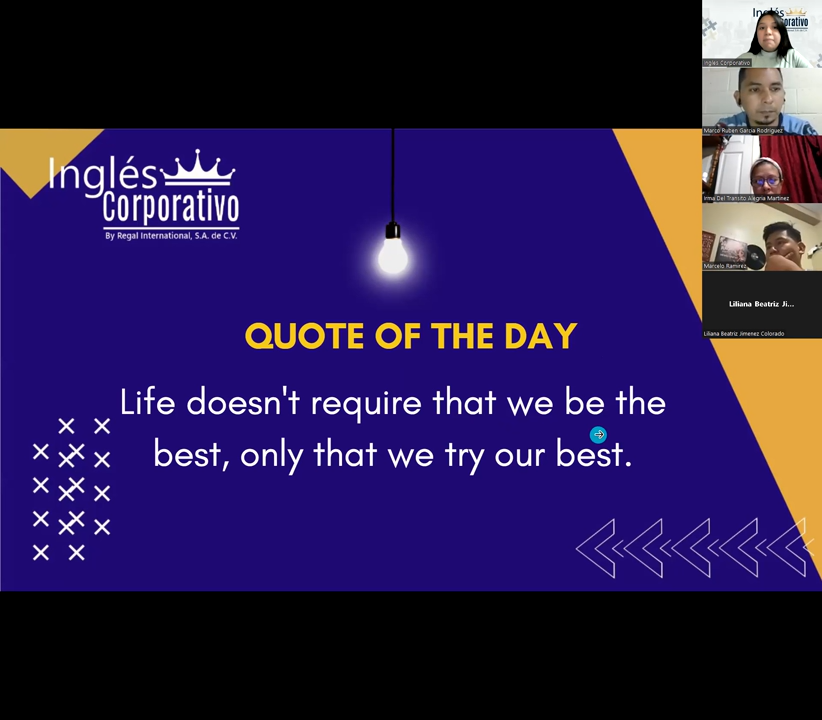 Inglés
Corporativo
By Regal International, S.A. de C.V.
QUOTE OF THE DAY
Life doesn't require that we be the
best, only that we try our best.
Inglés
orativo
Inglés Corporativo
Marco Ruben Garcia Rodriguez
Irma Del Transito Alegria Martinez
Marcelo Ramirez
Liliana Beatriz Ji...
Liliana Beatriz Jimenez Colorado